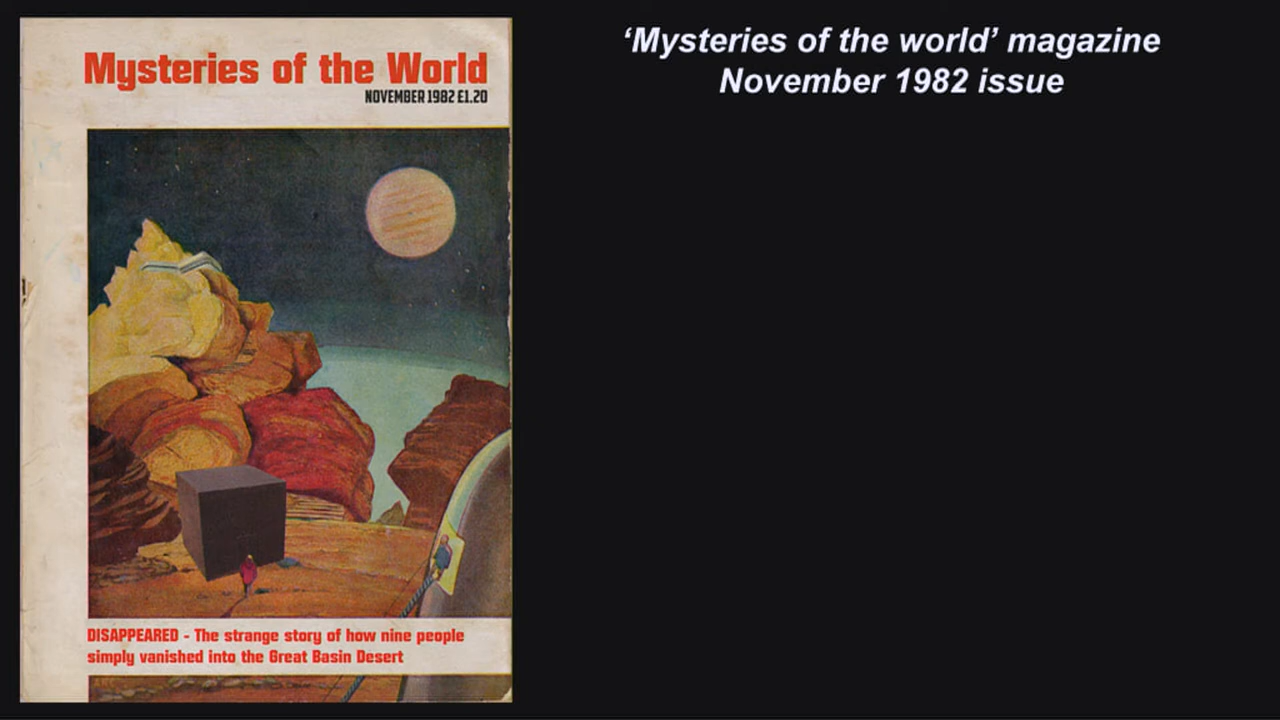 Mysteries of the World
NOVEMBER 1982 £1.20
DISAPPEARED - The strange story of how nine people
simply vanished into the Great Basin Desert
‘Mysteries of the world’ magazine
November 1982 issue